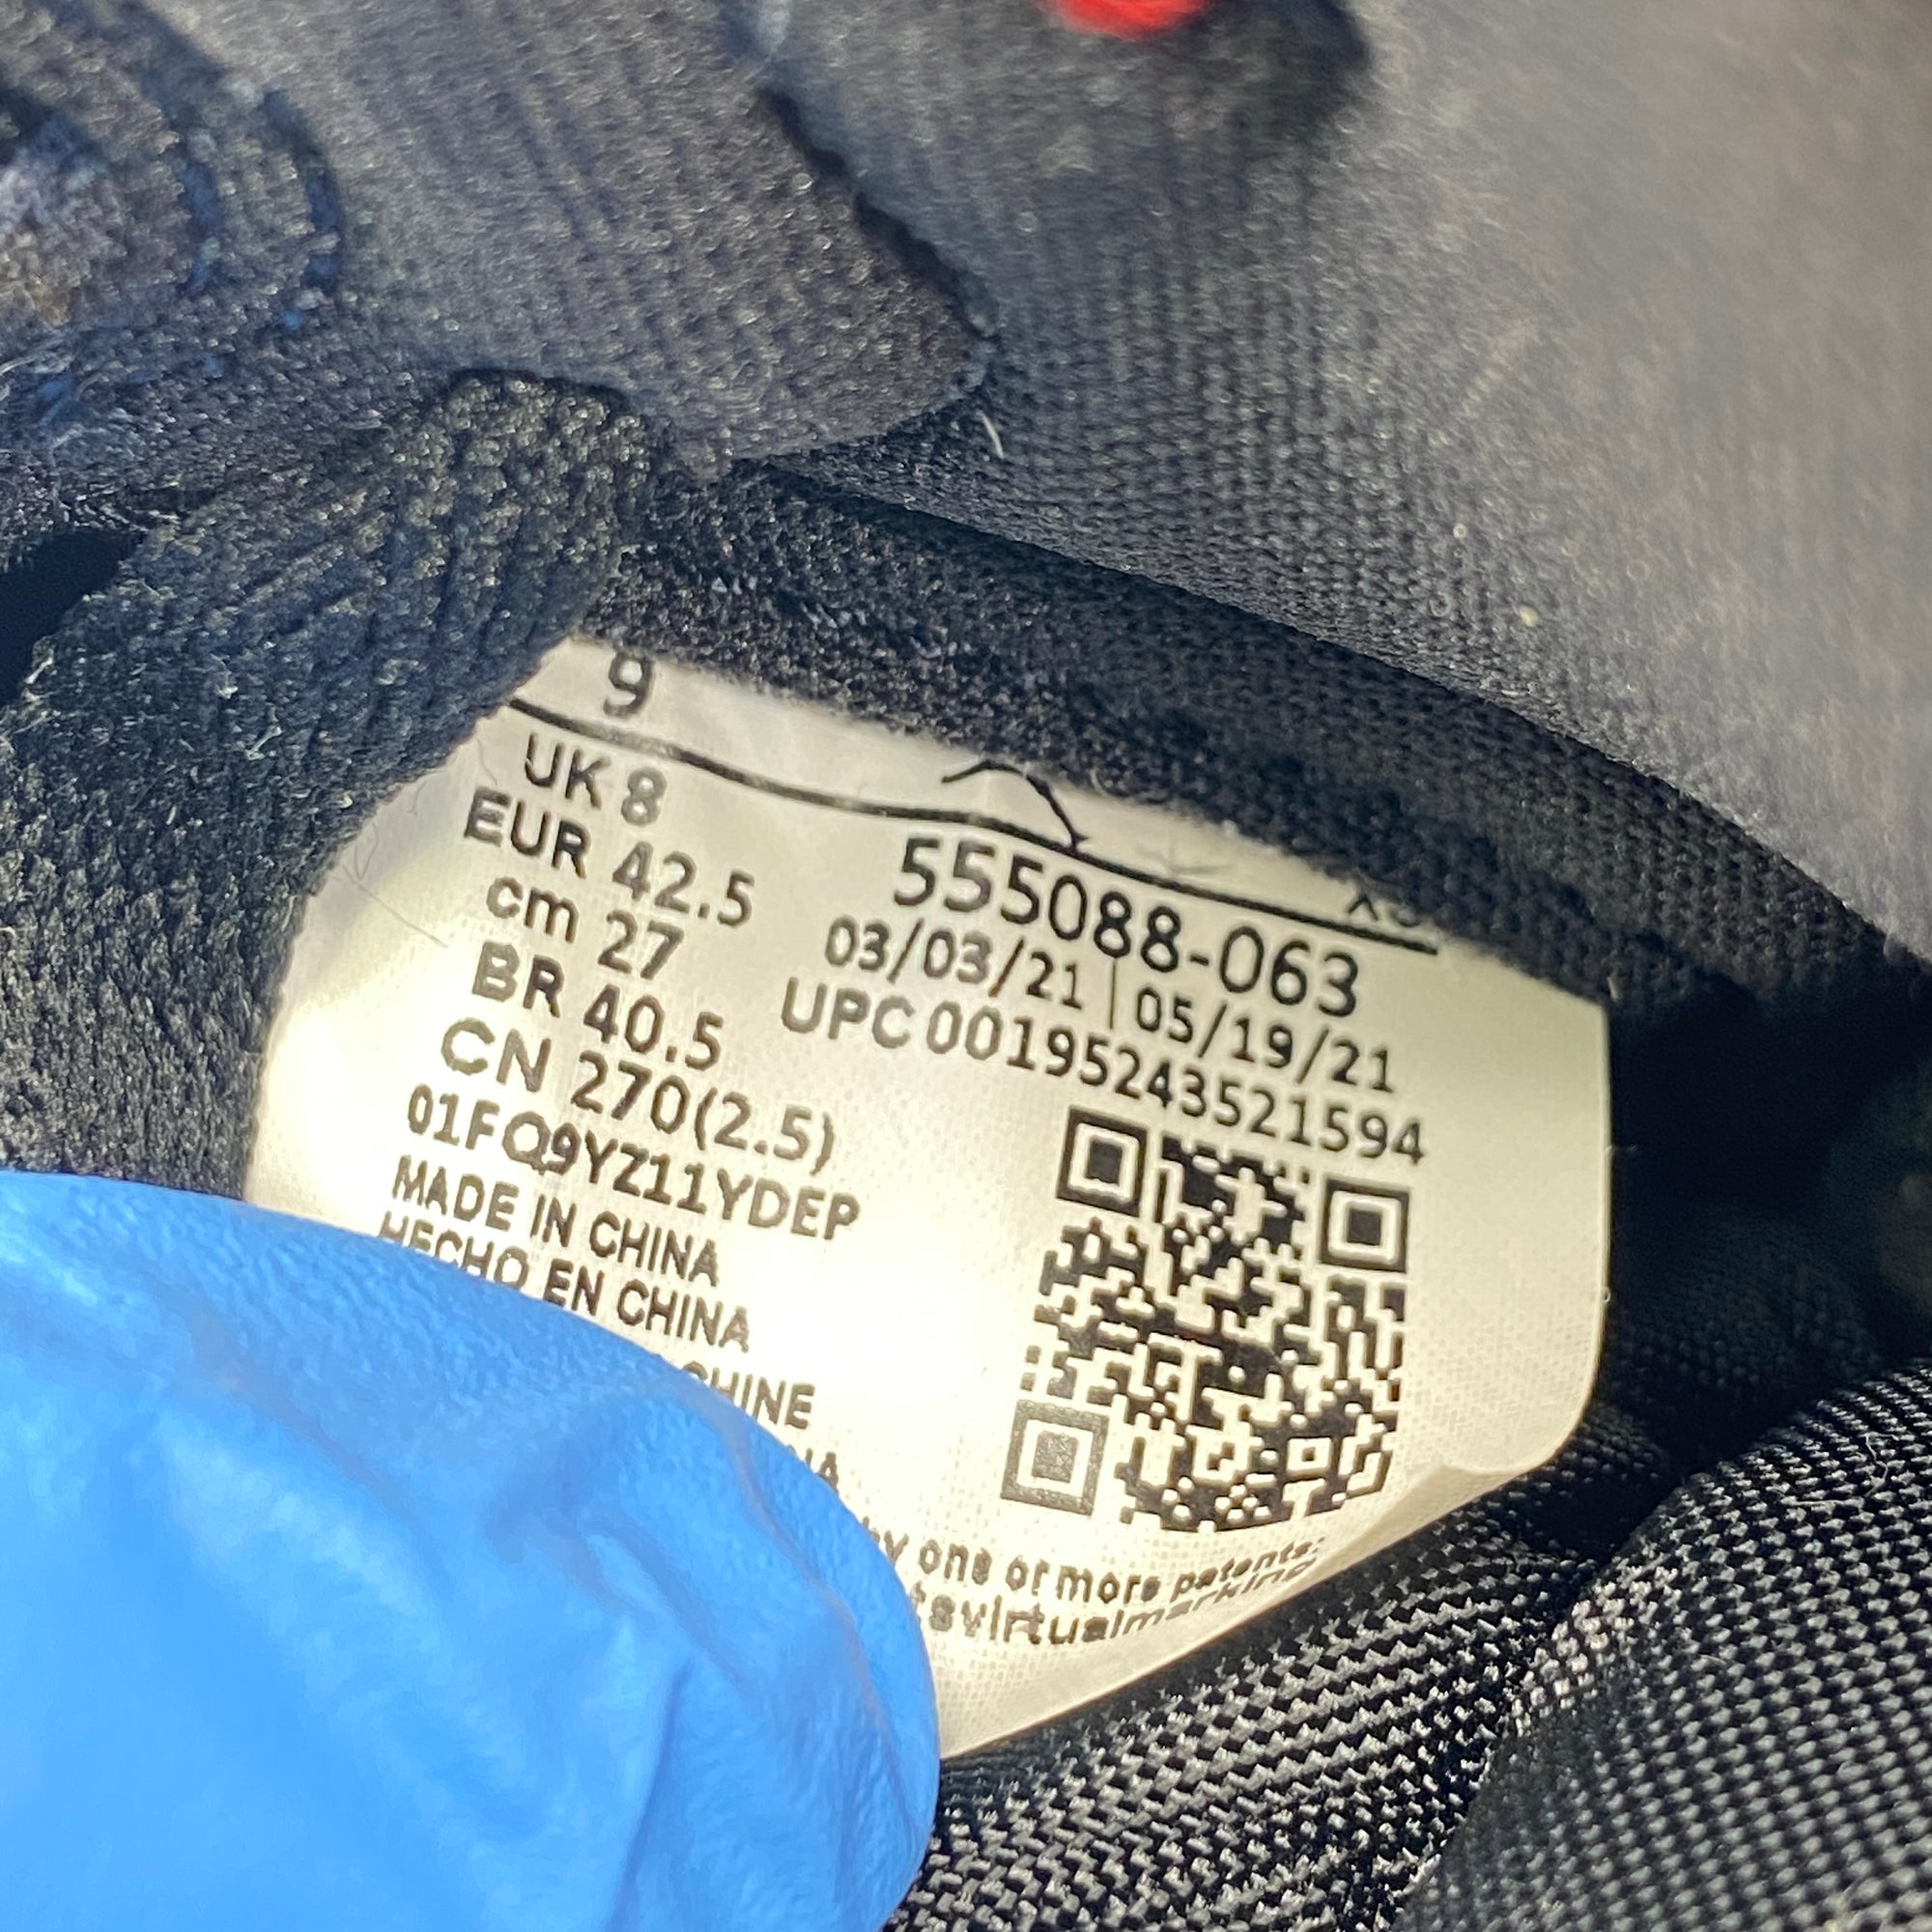 9
UK 8
EUR 42.5
cm 27
BR 40.5
CN 270(2.5)
01FQ9YZ11YDEP
MADE IN CHINA
HECHO EN CHINA
CHINE
555088-063
03/03/21 | 05/19/21
UPC 00195243521594
one or more patents: